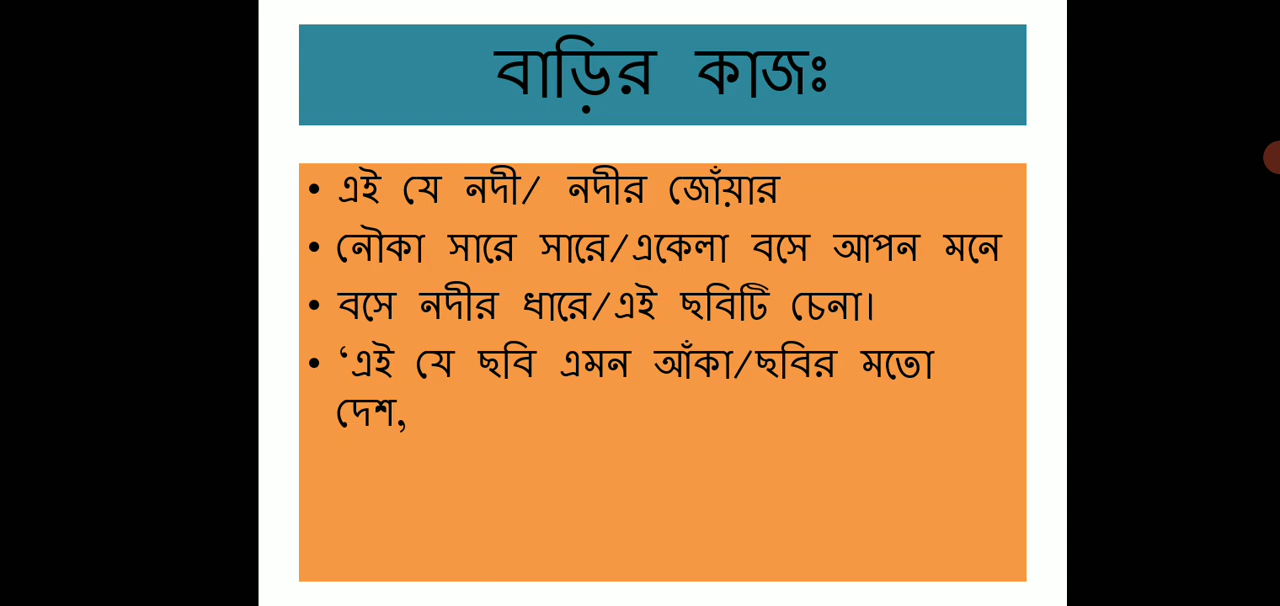 বাড়ির কাজঃ
• এই যে নদী/ নদীর জোঁয়ার
• নৌকা সারে সারে/একেলা বসে আপন মনে
• বসে নদীর ধারে/এই ছবিটি চেনা।
• ‘এই যে ছবি এমন আঁকা/ছবির মতো
দেশ,